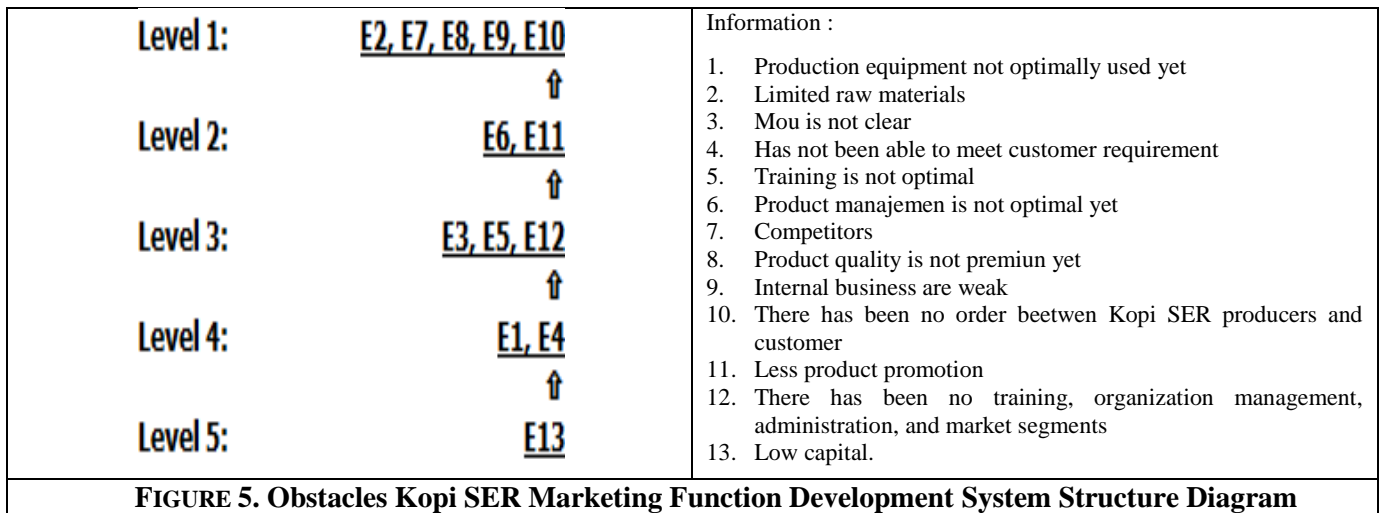 Level 1: E2, E7, E8, E9, E10
⇧
Level 2: E6, E11
⇧
Level 3: E3, E5, E12
⇧
Level 4: E1, E4
⇧
Level 5: E13
Information :
1. Production equipment not optimally used yet
2. Limited raw materials
3. Mou is not clear
4. Has not been able to meet customer requirement
5. Training is not optimal
6. Product manajemen is not optimal yet
7. Competitors
8. Product quality is not premiun yet
9. Internal business are weak
10. There has been no order beetwen Kopi SER producers and
customer
11. Less product promotion
12. There has been no training, organization management,
administration, and market segments
13. Low capital.
FIGURE 5. Obstacles Kopi SER Marketing Function Development System Structure Diagram